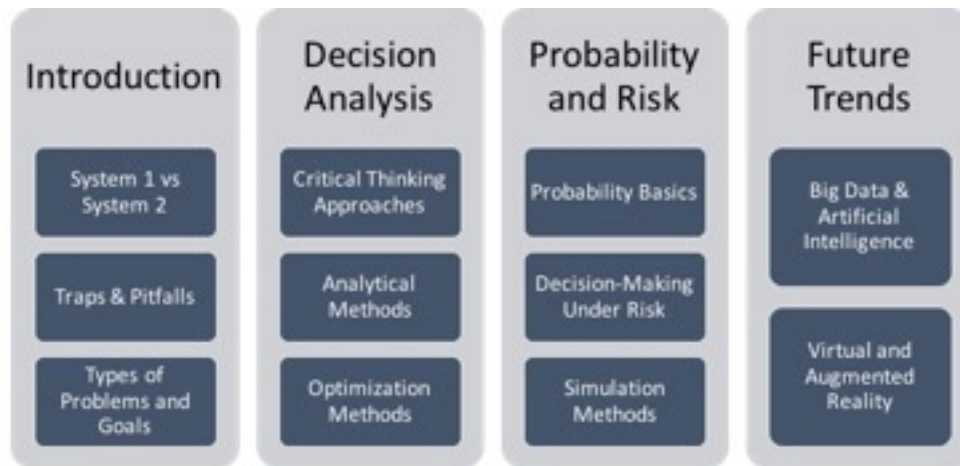 Introduction
System 1 vs
System 2
Traps & Pitfalls
Types of
Problems and
Goals
Decision
Analysis
Critical Thinking
Approaches
Analytical
Methods
Optimization
Methods
Probability
and Risk
Probability Basics
Decision-Making
Under Risk
Simulation
Methods
Future
Trends
Big Data &
Artificial
Intelligence
Virtual and
Augmented
Reality